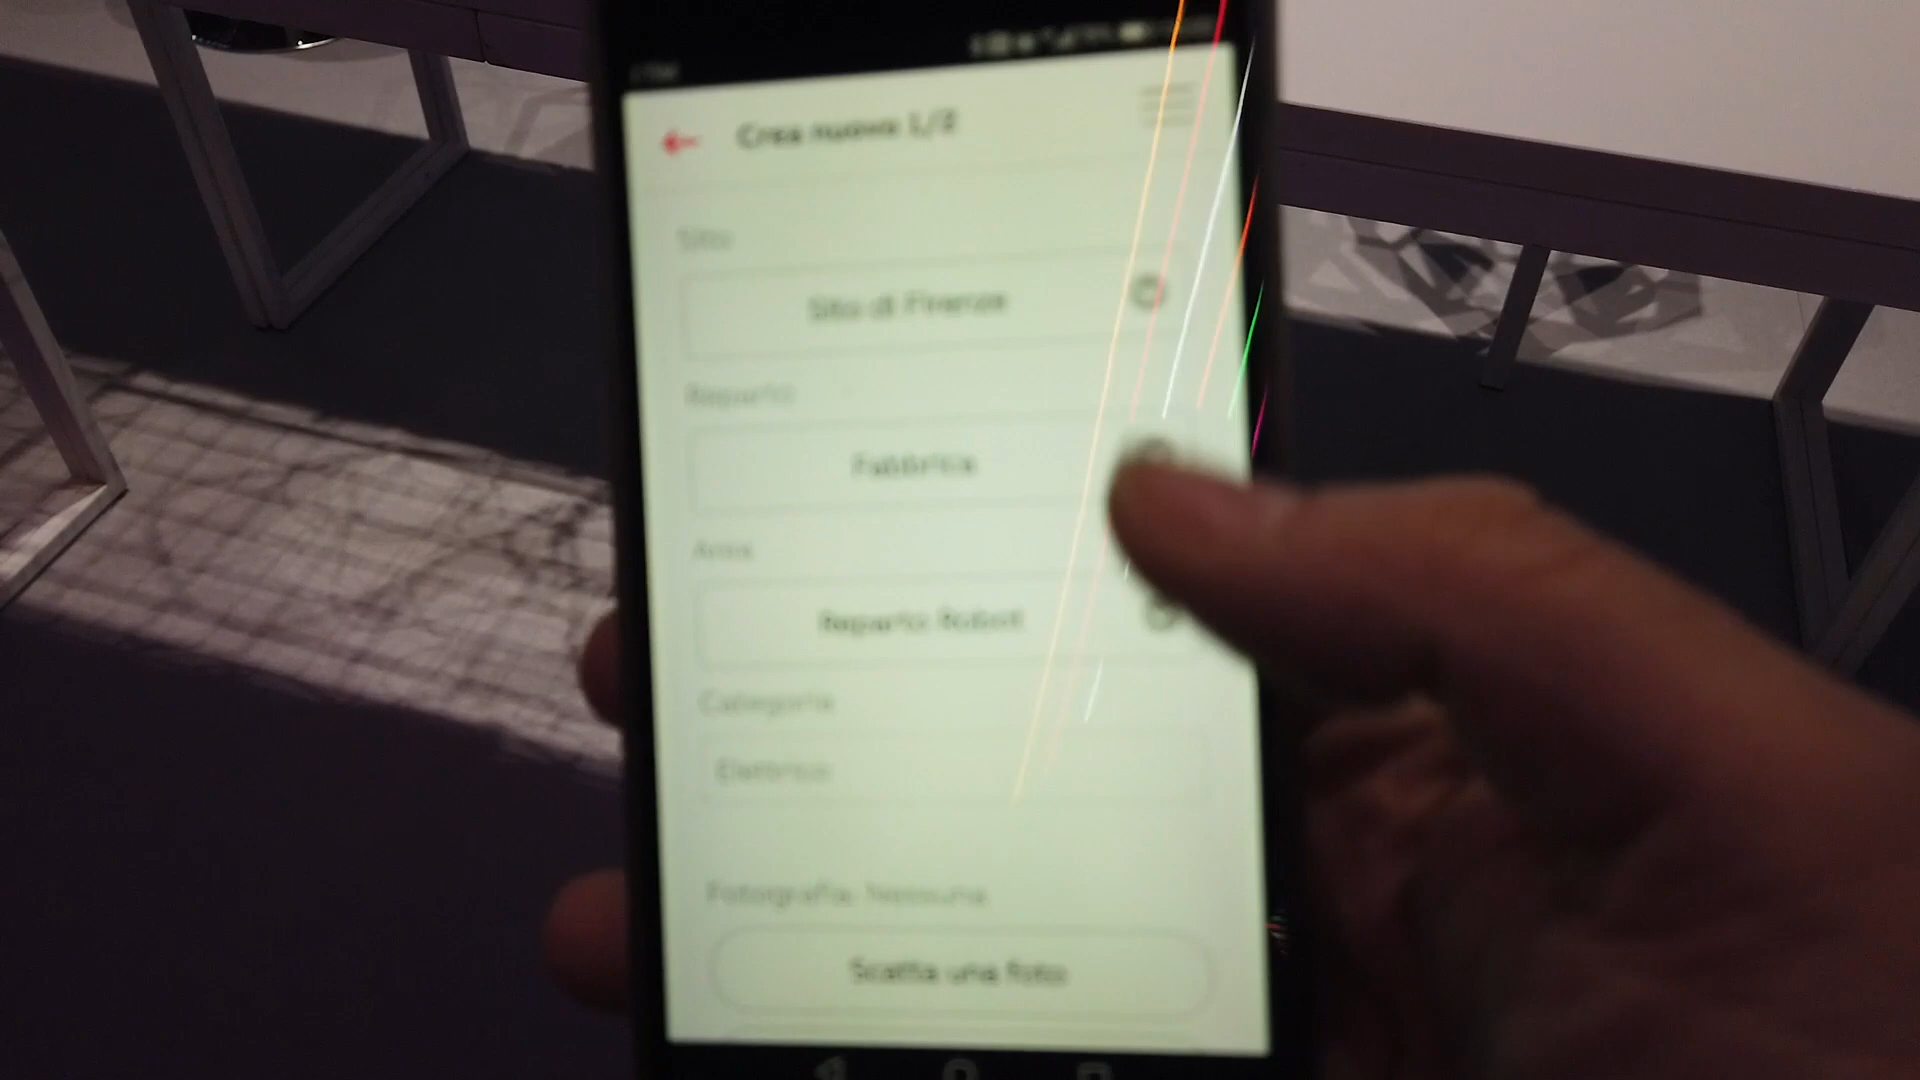 Crea nuovo 1/2
Sito
Sito di Firenze
Reparto
Fabbrica
Area
Reparto Robot
Categoria
Elettrico
Fotografia: Nessuna
Scatta una foto